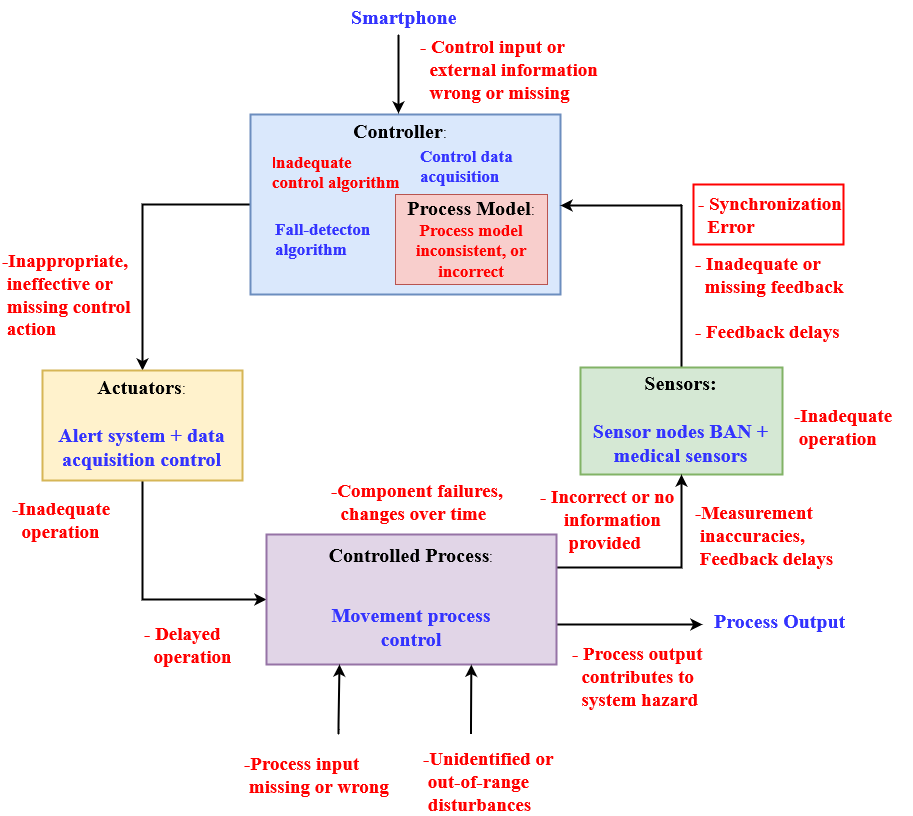 Smartphone
- Control input or
external information
wrong or missing
Controller:
Inadequate
control algorithm
Control data
acquisition
Fall-detecton
algorithm
Process Model:
Process model
inconsistent, or
incorrect
- Synchronization
Error
- Inadequate or
missing feedback
- Feedback delays
-Inappropriate,
ineffective or
missing control
action
Actuators:
Alert system + data
acquisition control
Sensors:
Sensor nodes BAN +
medical sensors
-Inadequate
operation
-Inadequate
operation
-Component failures,
changes over time
- Incorrect or no
information
provided
-Measurement
inaccuracies,
Feedback delays
Controlled Process:
Movement process
control
Process Output
- Delayed
operation
- Process output
contributes to
system hazard
-Process input
missing or wrong
-Unidentified or
out-of-range
disturbances